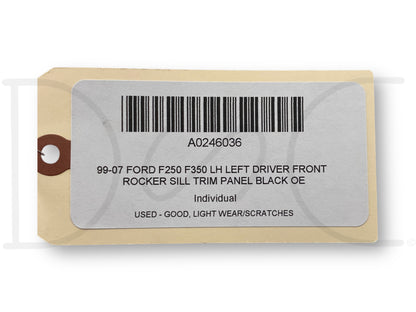 A0246036
99-07 FORD F250 F350 LH LEFT DRIVER FRONT
ROCKER SILL TRIM PANEL BLACK OE
Individual
USED - GOOD, LIGHT WEAR/SCRATCHES